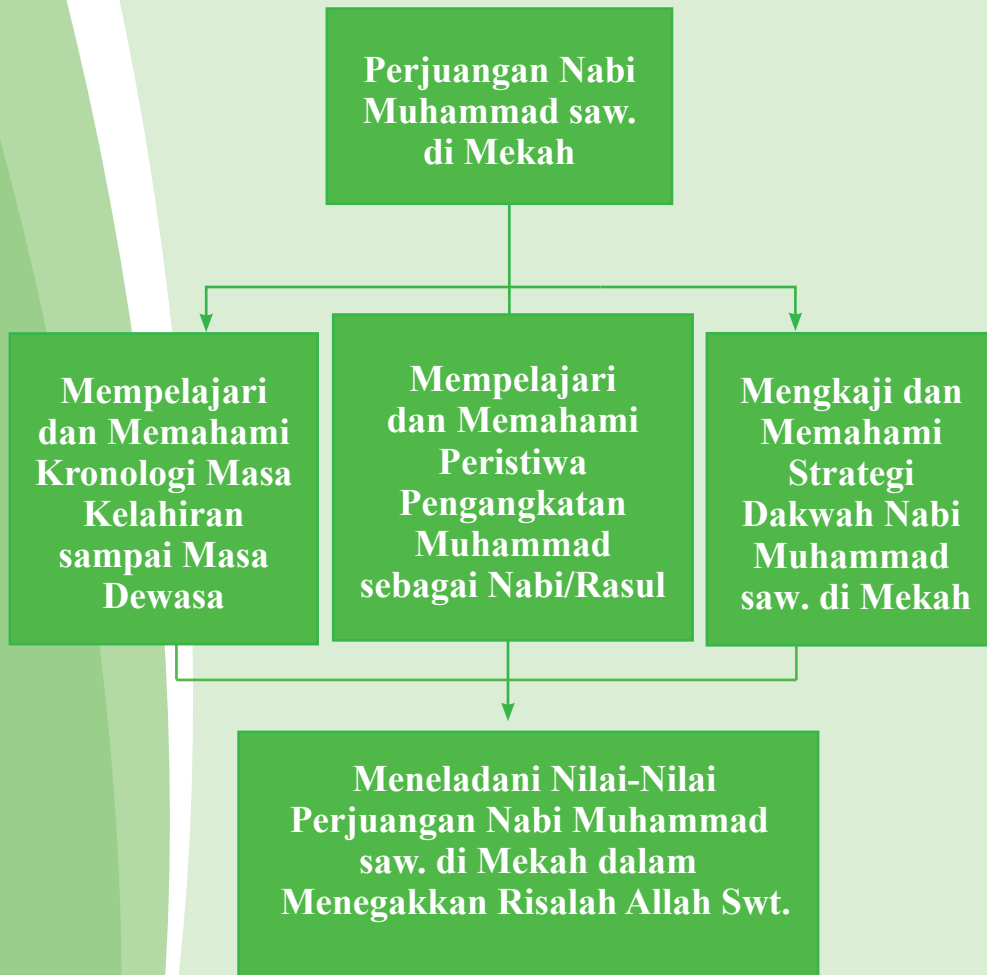 Perjuangan Nabi
Muhammad saw.
di Mekah
Mempelajari
dan Memahami
Kronologi Masa
Kelahiran
sampai Masa
Dewasa
Mempelajari
dan Memahami
Peristiwa
Pengangkatan
Muhammad
sebagai Nabi/Rasul
Mengkaji dan
Memahami
Strategi
Dakwah Nabi
Muhammad
saw. di Mekah
Meneladani Nilai-Nilai
Perjuangan Nabi Muhammad
saw. di Mekah dalam
Menegakkan Risalah Allah Swt.